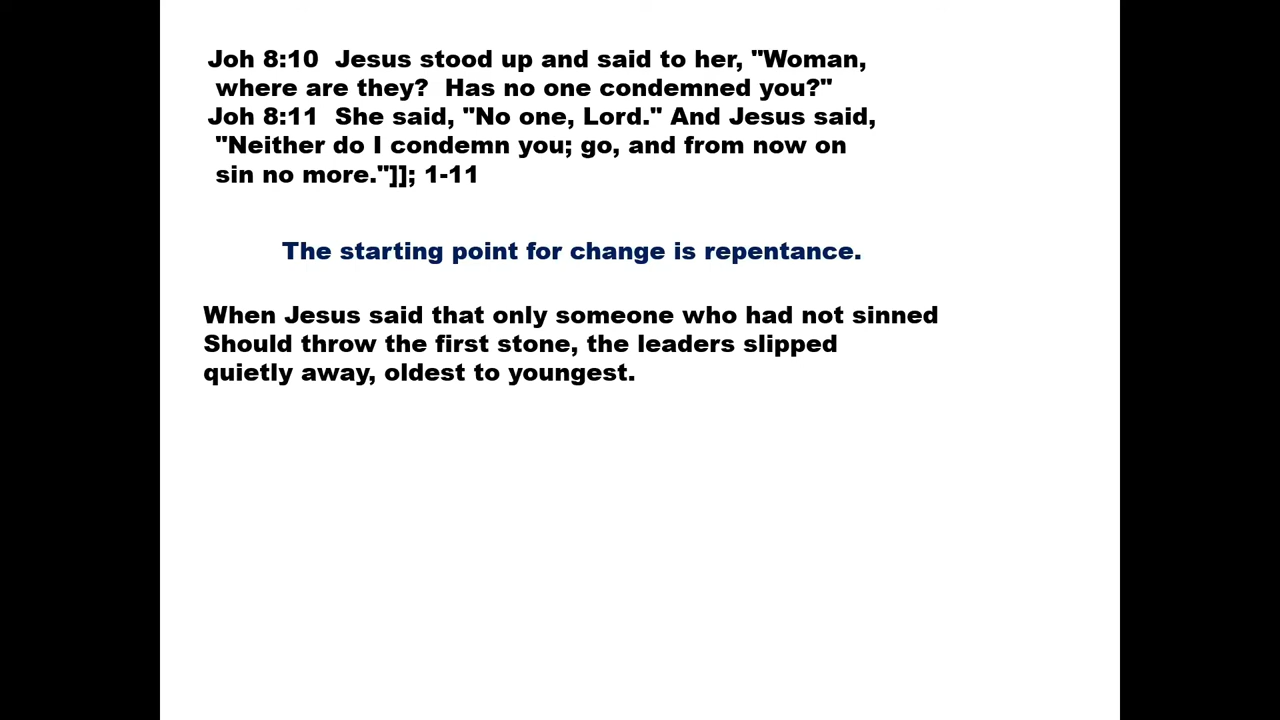 Joh 8:10  Jesus stood up and said to her, "Woman,
where are they?  Has no one condemned you?"
Joh 8:11  She said, "No one, Lord." And Jesus said,
"Neither do I condemn you; go, and from now on
sin no more."]]; 1-11
The starting point for change is repentance.
When Jesus said that only someone who had not sinned
Should throw the first stone, the leaders slipped
quietly away, oldest to youngest.